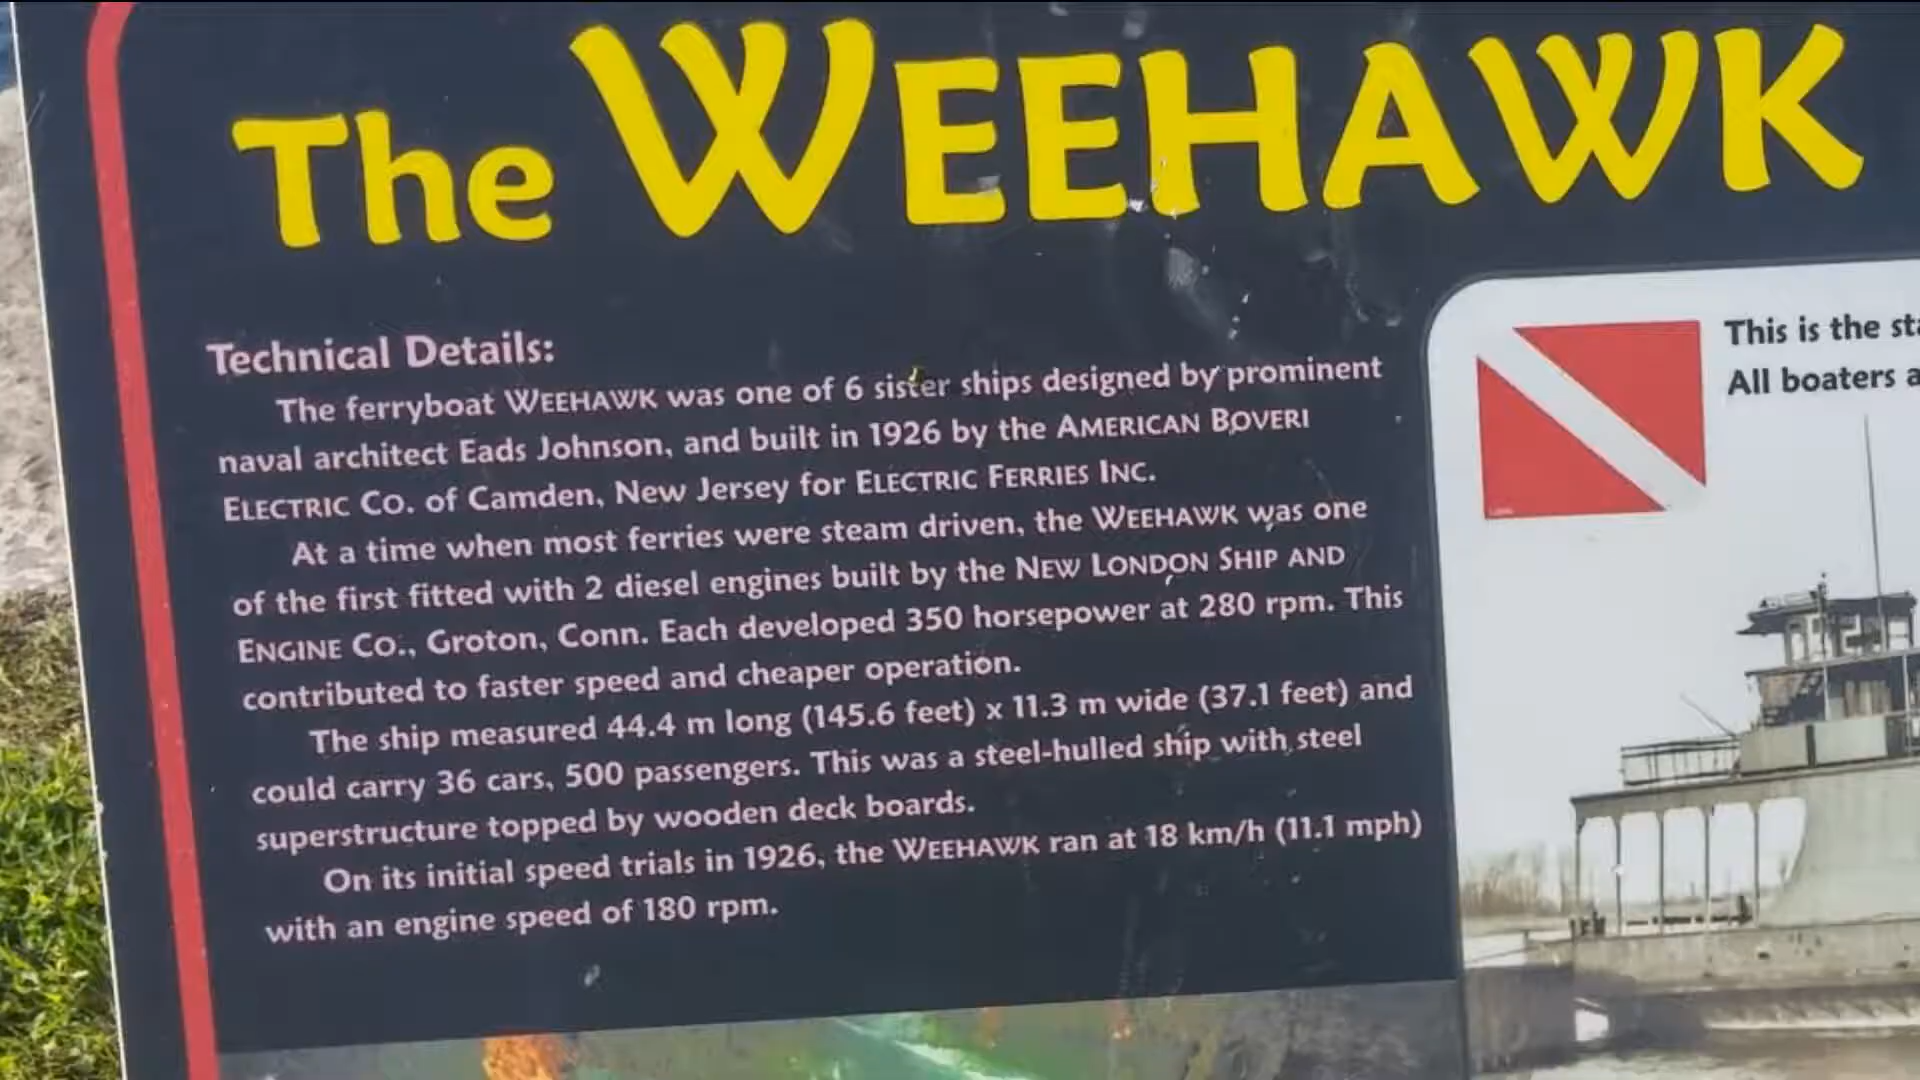 The WEEHAWK
Technical Details:
The ferryboat WEEHAWK was one of 6 sister ships designed by prominent
naval architect Eads Johnson, and built in 1926 by the AMERICAN BOVERI
ELECTRIC CO. of Camden, New Jersey for ELECTRIC FERRIES INC.
At a time when most ferries were steam driven, the WEEHAWK was one
of the first fitted with 2 diesel engines built by the NEW LONDON SHIP AND
ENGINE CO., Groton, Conn. Each developed 350 horsepower at 280 rpm. This
contributed to faster speed and cheaper operation.
The ship measured 44.4 m long (145.6 feet) x 11.3 m wide (37.1 feet) and
could carry 36 cars, 500 passengers. This was a steel-hulled ship with steel
superstructure topped by wooden deck boards.
On its initial speed trials in 1926, the WEEHAWK ran at 18 km/h (11.1 mph)
with an engine speed of 180 rpm.
This is the
All boaters